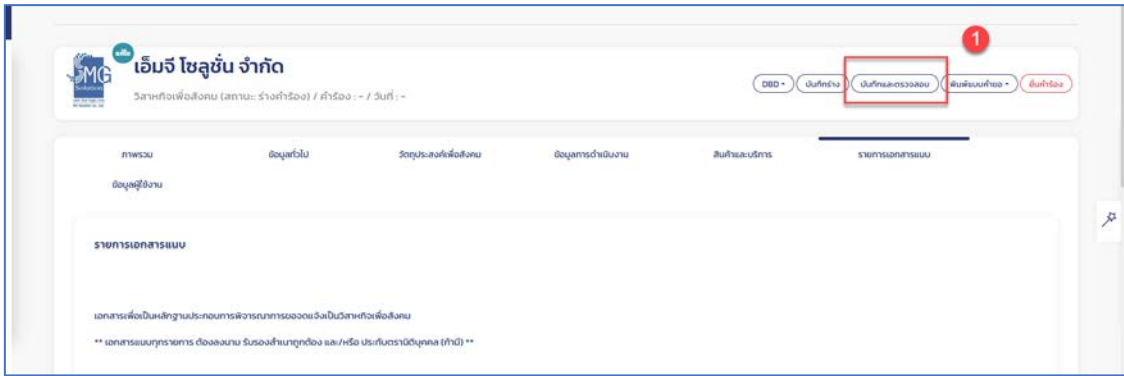 1
MG
Solution
แก้ไข
เอ็มจี โซลูชั่น จำกัด
วิสาหกิจเพื่อสังคม (สถานะ: ร่างคำร้อง) / คำร้อง : - / วันที่ : -
DBD
บันทึกร่าง
บันทึกและตรวจสอบ
พิมพ์แบบคำขอ
ยื่นคำร้อง
ภาพรวม
ข้อมูลทั่วไป
วัตถุประสงค์เพื่อสังคม
ข้อมูลการดำเนินงาน
สินค้าและบริการ
รายการเอกสารแนบ
ข้อมูลผู้ใช้งาน
รายการเอกสารแนบ
เอกสารเพื่อเป็นหลักฐานประกอบการพิจารณาการขอจดแจ้งเป็นวิสาหกิจเพื่อสังคม
** เอกสารแนบทุกรายการ ต้องลงนาม รับรองสำเนาถูกต้อง และ/หรือ ประทับตรานิติบุคคล (ถ้ามี) **